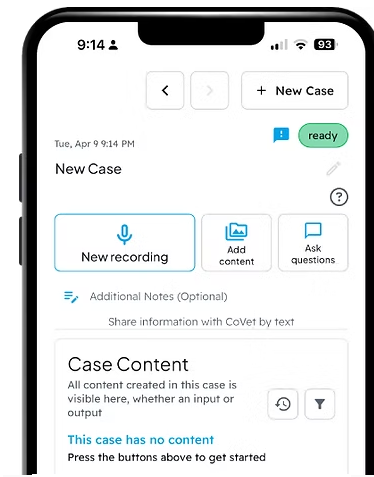 9:14
93
+ New Case
ready
Tue, Apr 9 9:14 PM
New Case
?
New recording
Add
content
Ask
questions
Additional Notes (Optional)
Share information with CoVet by text
Case Content
All content created in this case is
visible here, whether an input or
output
This case has no content
Press the buttons above to get started